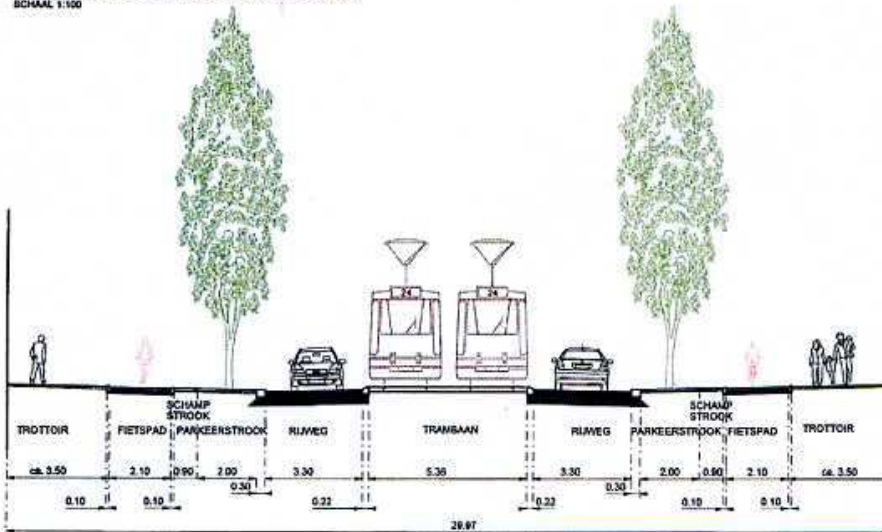 SCHAAL 1:100
24 24
SCHAMP STROOK SCHAMP STROOK
TROTTOIR FIETSPAD PARKEERSTROOK RIJWEG TRAMBAAN RIJWEG PARKEERSTROOK FIETSPAD TROTTOIR
ca. 3.50 2.10 0.90 2.00 3.30 5.36 3.30 2.00 0.90 2.10 ca. 3.50
0.30 0.30
0.10 0.10 0.22 0.22 0.10 0.10
29.97